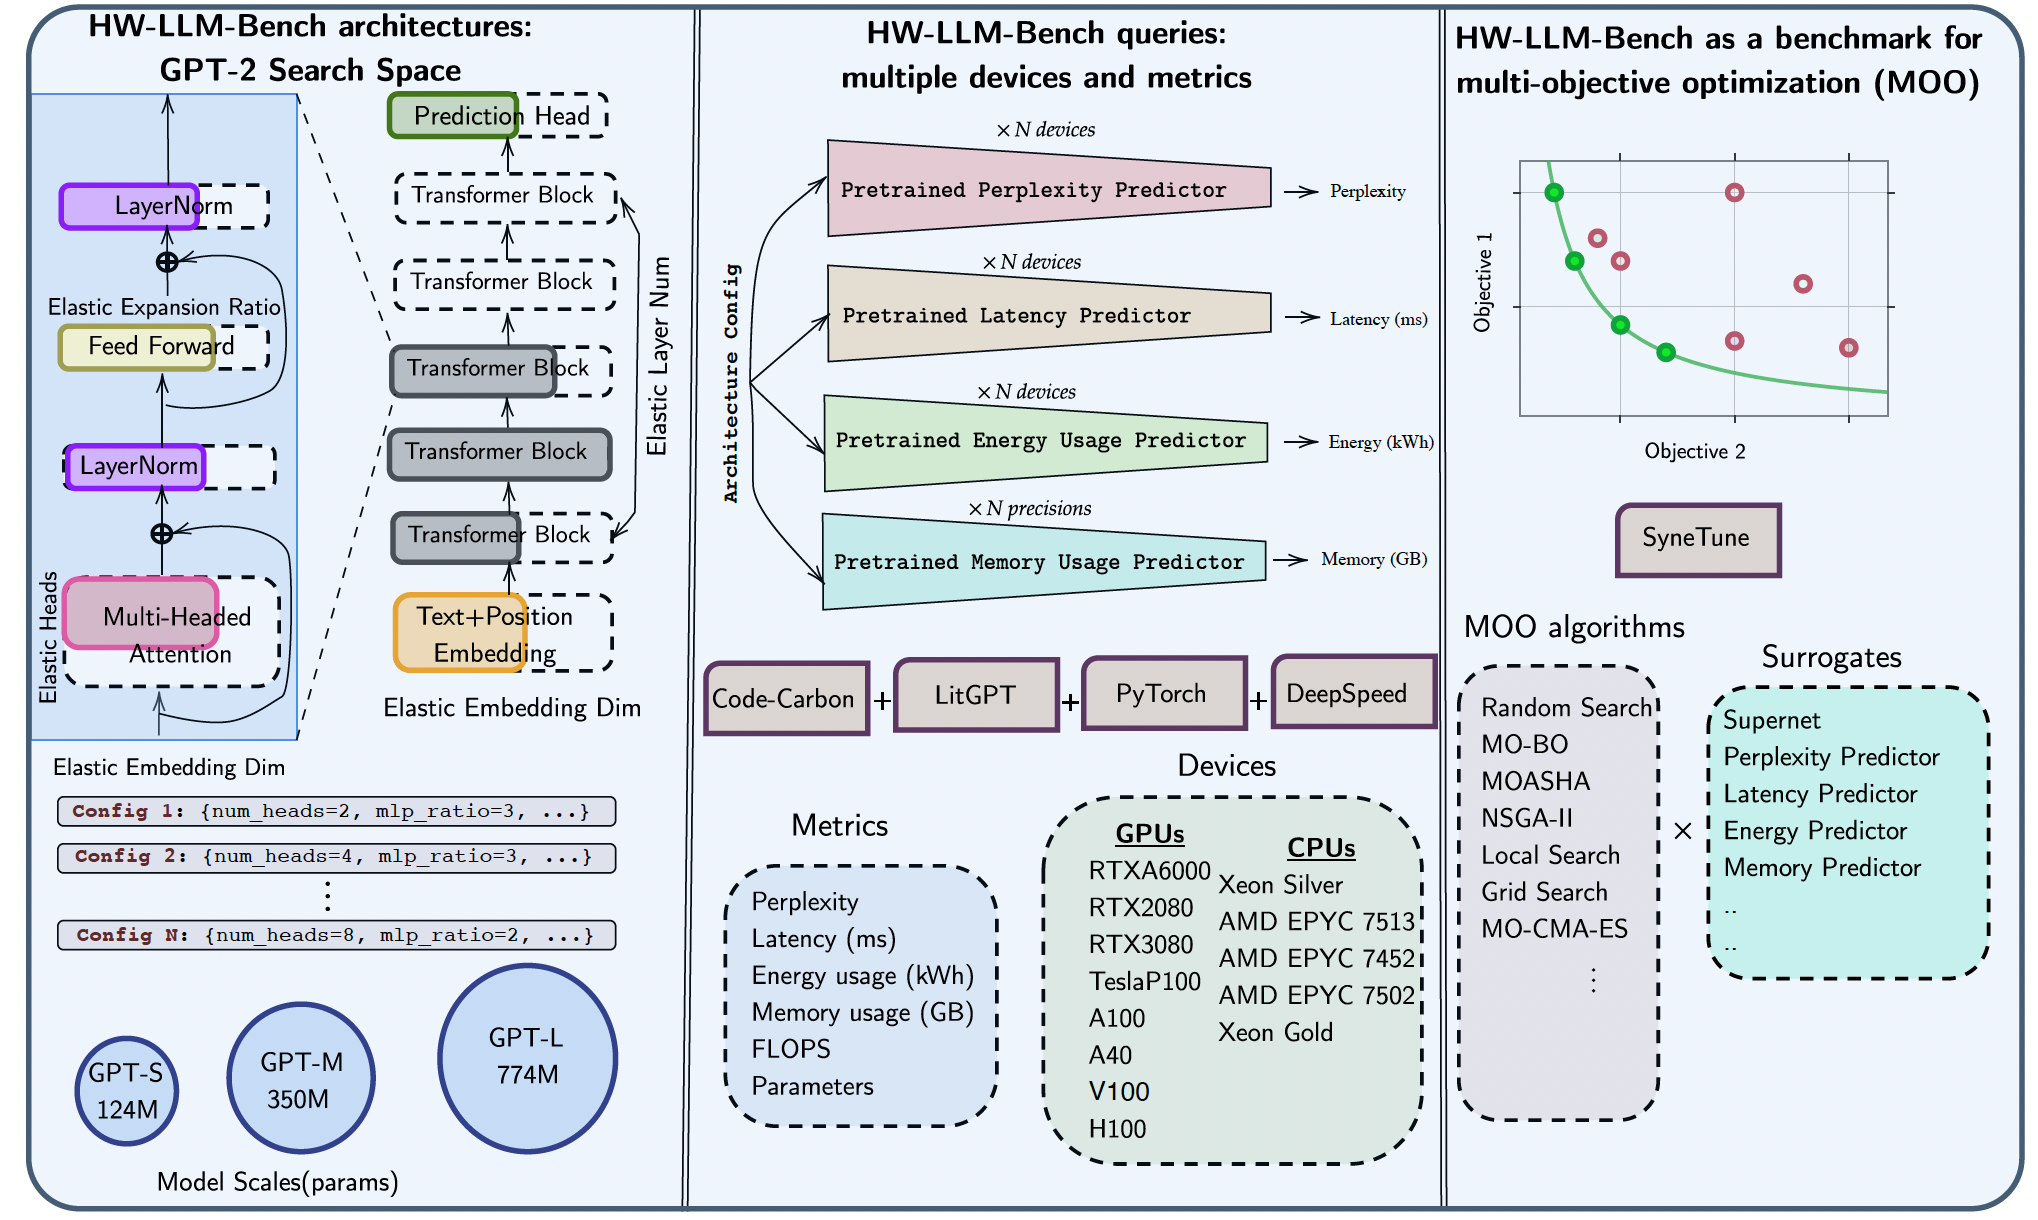 HW-LLM-Bench architectures:
GPT-2 Search Space
LayerNorm
Elastic Expansion Ratio
Feed Forward
LayerNorm
Elastic Heads
Multi-Headed
Attention
Elastic Embedding Dim
Prediction Head
Transformer Block
Transformer Block
Transformer Block
Transformer Block
Transformer Block
Elastic Layer Num
Text+Position
Embedding
Elastic Embedding Dim
Config 1: {num_heads=2, mlp_ratio=3, ...}
Config 2: {num_heads=4, mlp_ratio=3, ...}
⋮
Config N: {num_heads=8, mlp_ratio=2, ...}
GPT-S
124M
GPT-M
350M
GPT-L
774M
Model Scales(params)
HW-LLM-Bench queries:
multiple devices and metrics
Architecture Config
× N devices
Pretrained Perplexity Predictor
Perplexity
× N devices
Pretrained Latency Predictor
Latency (ms)
× N devices
Pretrained Energy Usage Predictor
Energy (kWh)
× N precisions
Pretrained Memory Usage Predictor
Memory (GB)
Code-Carbon + LitGPT + PyTorch + DeepSpeed
Metrics
Perplexity
Latency (ms)
Energy usage (kWh)
Memory usage (GB)
FLOPS
Parameters
Devices
GPUs
RTXA6000
RTX2080
RTX3080
TeslaP100
A100
A40
V100
H100
CPUs
Xeon Silver
AMD EPYC 7513
AMD EPYC 7452
AMD EPYC 7502
Xeon Gold
HW-LLM-Bench as a benchmark for
multi-objective optimization (MOO)
Objective 1
Objective 2
SyneTune
MOO algorithms
Random Search
MO-BO
MOASHA
NSGA-II
Local Search
Grid Search
MO-CMA-ES
⋮
×
Surrogates
Supernet
Perplexity Predictor
Latency Predictor
Energy Predictor
Memory Predictor
..
..